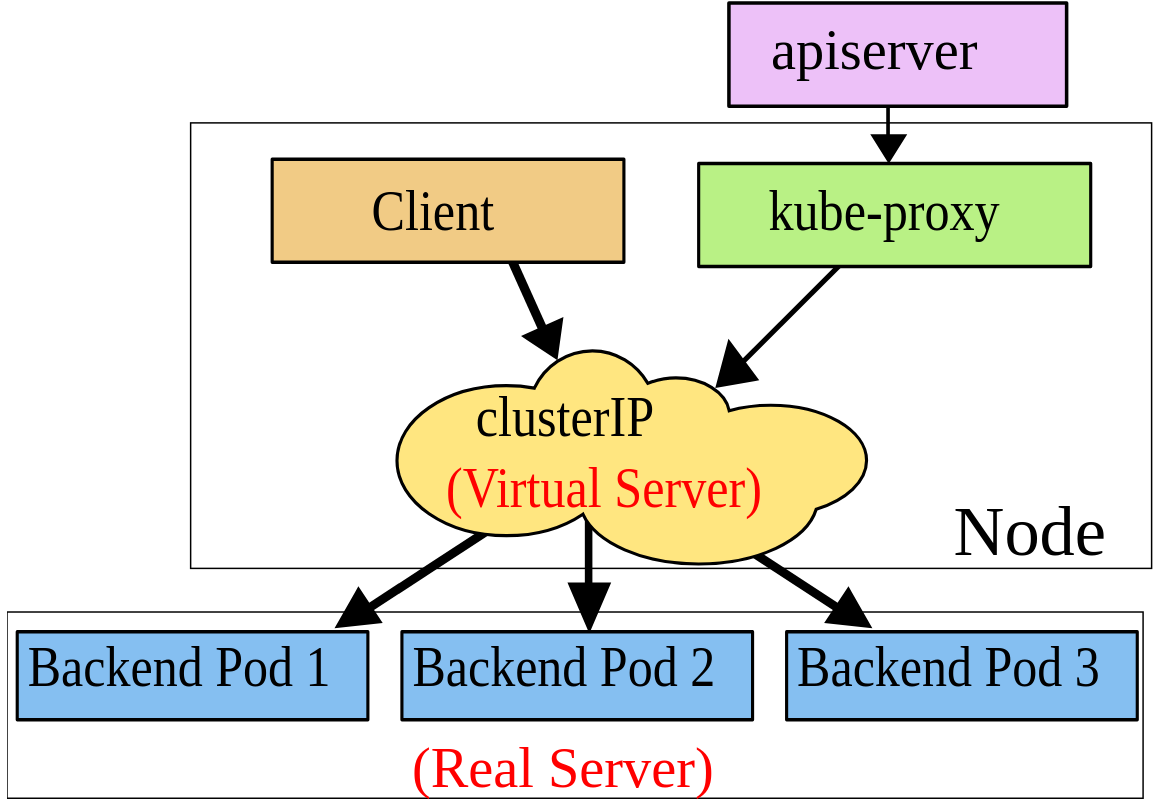 apiserver
Client
kube-proxy
clusterIP
(Virtual Server)
Node
Backend Pod 1
Backend Pod 2
Backend Pod 3
(Real Server)